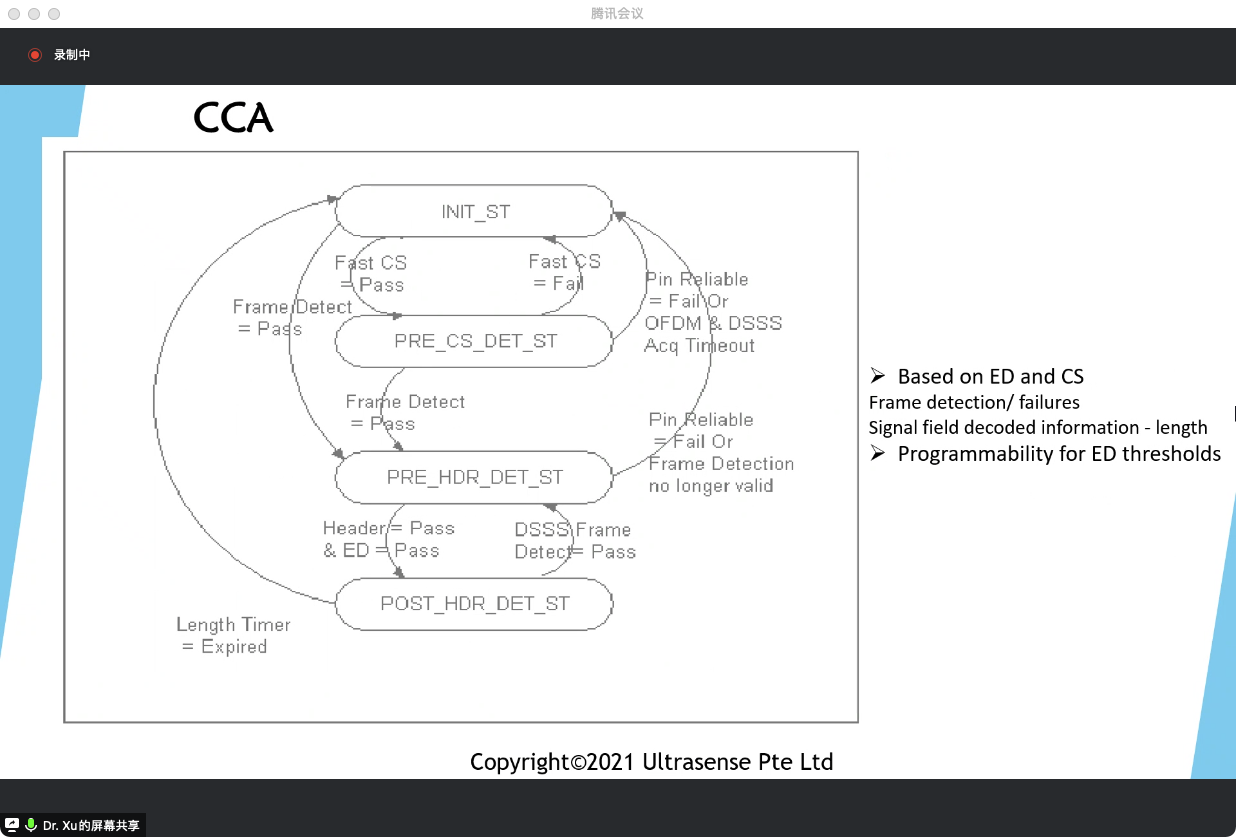 腾讯会议
录制中
CCA
INIT_ST
Fast CS
= Pass
Fast CS
= Fail
Pin Reliable
= Fail Or
OFDM & DSSS
Acq Timeout
Frame Detect
= Pass
PRE_CS_DET_ST
Frame Detect
= Pass
Pin Reliable
= Fail Or
Frame Detection
no longer valid
PRE_HDR_DET_ST
Header = Pass
& ED = Pass
DSSS Frame
Detect = Pass
POST_HDR_DET_ST
Length Timer
= Expired
➢ Based on ED and CS
Frame detection/ failures
Signal field decoded information - length
➢ Programmability for ED thresholds
Copyright©2021 Ultrasense Pte Ltd
Dr. Xu的屏幕共享